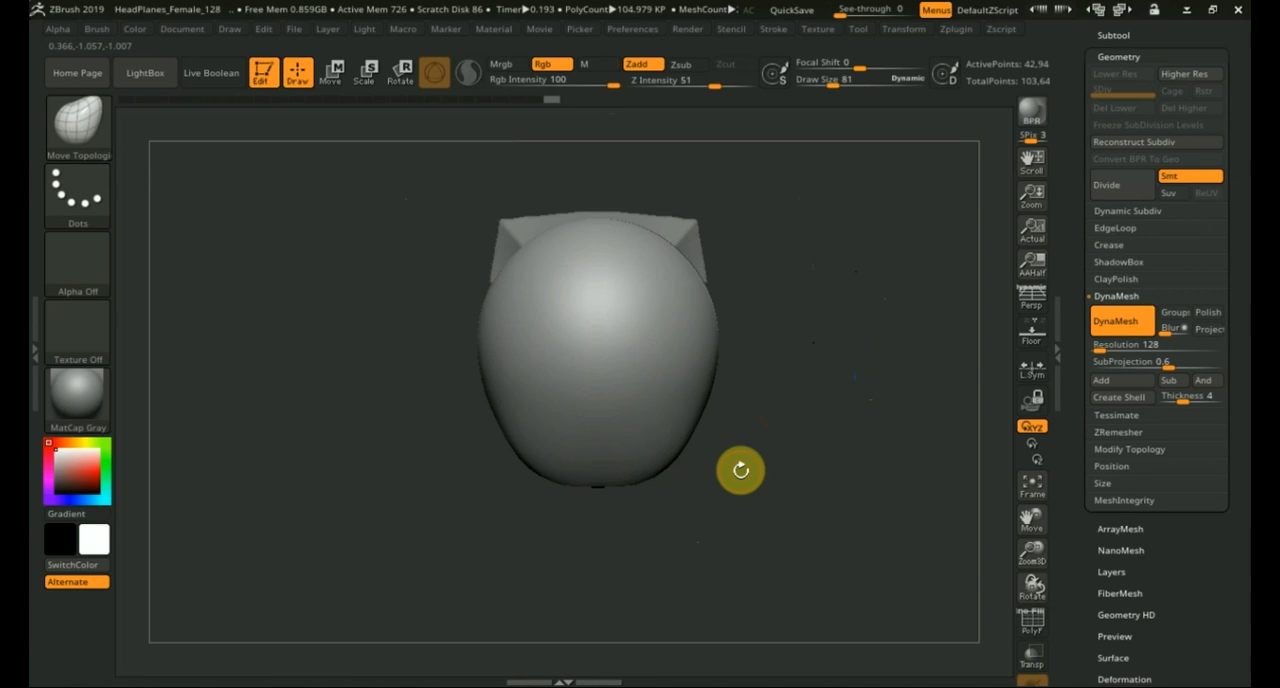 ZBrush 2019 HeadPlanes_Female_128 .. • Free Mem 0.859GB • Active Mem 726 • Scratch Disk 86 • Timer▶0.193 • PolyCount▶104.979 KP • MeshCount▶ AC QuickSave See-through 0 Menus DefaultZScript
Alpha Brush Color Document Draw Edit File Layer Light Macro Marker Material Movie Picker Preferences Render Stencil Stroke Texture Tool Transform Zplugin Zscript
0.366,-1.057,-1.007
Home Page LightBox Live Boolean Edit Draw Move Scale Rotate
Mrgb Rgb M Zadd Zsub Zcut
Rgb Intensity 100 Z Intensity 51
S
Focal Shift 0
Draw Size 81 Dynamic
D
ActivePoints: 42,94
TotalPoints: 103,64
Move Topologi
Dots
Alpha Off
Texture Off
MatCap Gray
Gradient
SwitchColor
Alternate
BPR
SPix 3
Scroll
Zoom
Actual
AAHalf
Dynamic
Persp
Floor
L.Sym
XYZ
Frame
Move
Zoom3D
Rotate
Line Fill
PolyF
Transp
Subtool
Geometry
Lower Res Higher Res
SDiv Cage Rstr
Del Lower Del Higher
Freeze SubDivision Levels
Reconstruct Subdiv
Convert BPR To Geo
Divide Smt
Suv ReUV
Dynamic Subdiv
EdgeLoop
Crease
ShadowBox
ClayPolish
DynaMesh
DynaMesh Groups Polish
Blur Project
Resolution 128
SubProjection 0.6
Add Sub And
Create Shell Thickness 4
Tessimate
ZRemesher
Modify Topology
Position
Size
MeshIntegrity
ArrayMesh
NanoMesh
Layers
FiberMesh
Geometry HD
Preview
Surface
Deformation